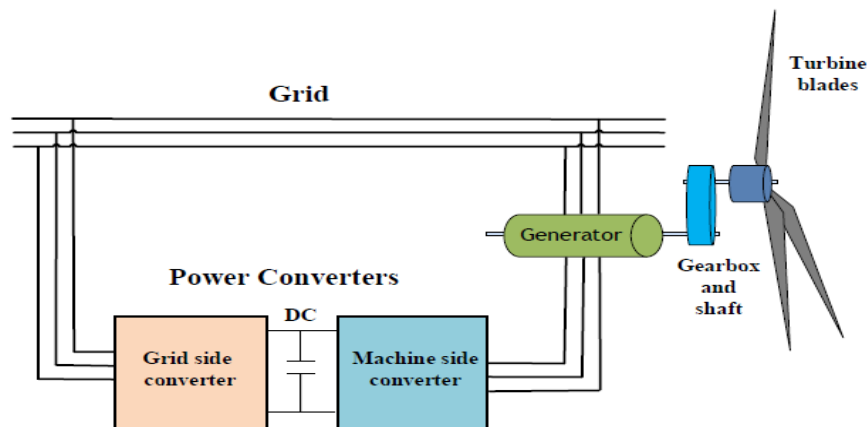 Turbine
blades
Grid
Generator
Gearbox
and
shaft
Power Converters
DC
Grid side
converter
Machine side
converter